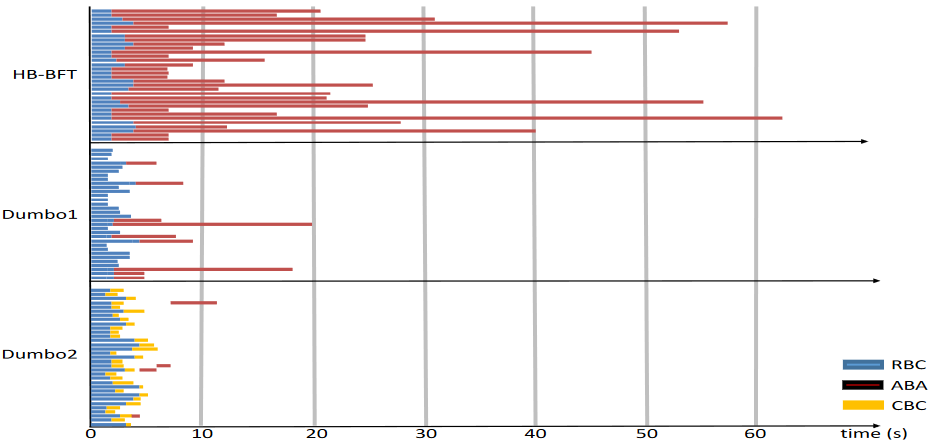 HB-BFT
Dumbo1
Dumbo2
RBC
ABA
CBC
0 10 20 30 40 50 60 time (s)